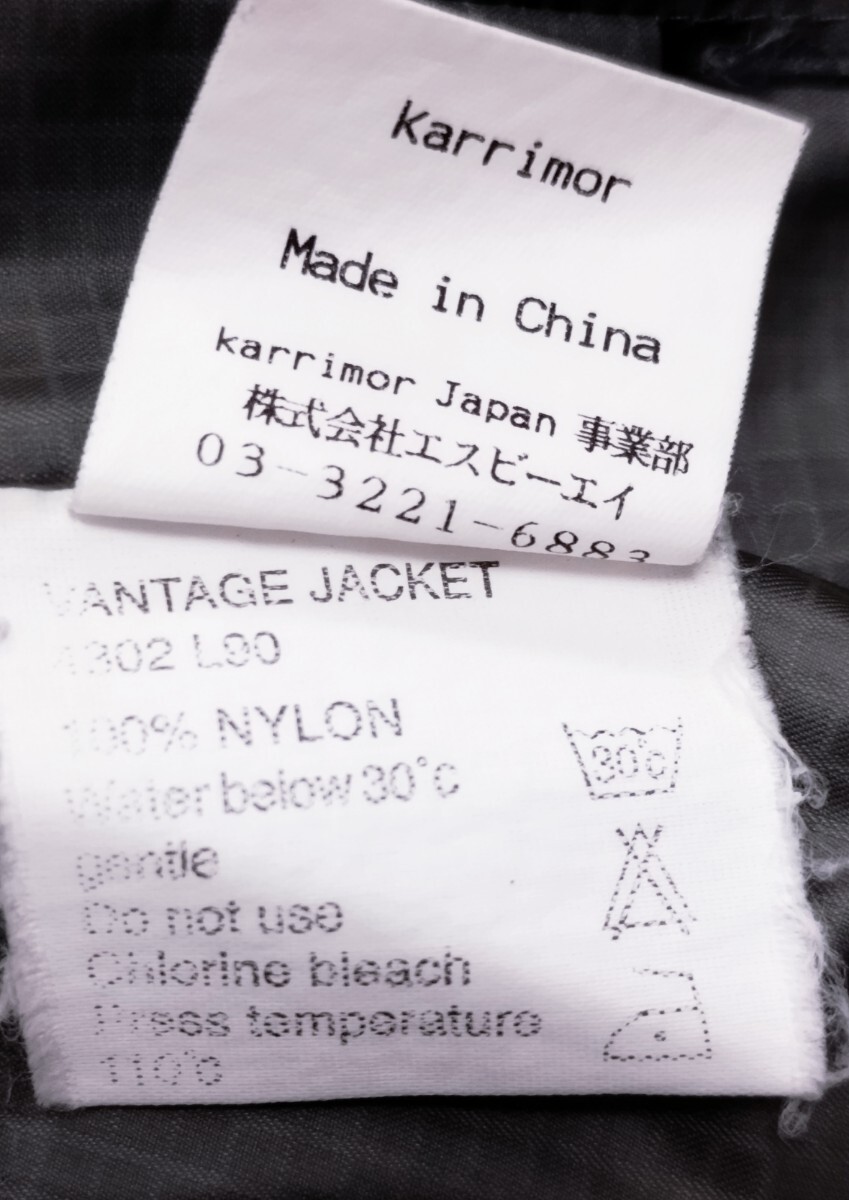 karrimor
Made in China
karrimor Japan 事業部
株式会社エスビーエイ
03-3221-6883
VANTAGE JACKET
4302 L90
100% NYLON
Water below 30°c
gentle
Do not use
Chlorine bleach
Press temperature
110°c
30°c